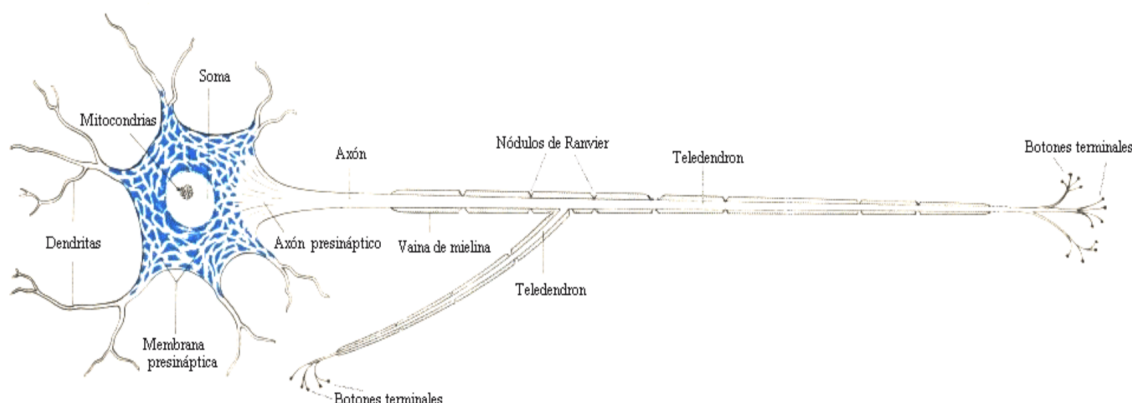 Soma
Mitocondrias
Axón
Nódulos de Ranvier
Teledendron
Botones terminales
Dendritas
Axón presináptico
Vaina de mielina
Teledendron
Membrana
presináptica
Botones terminales